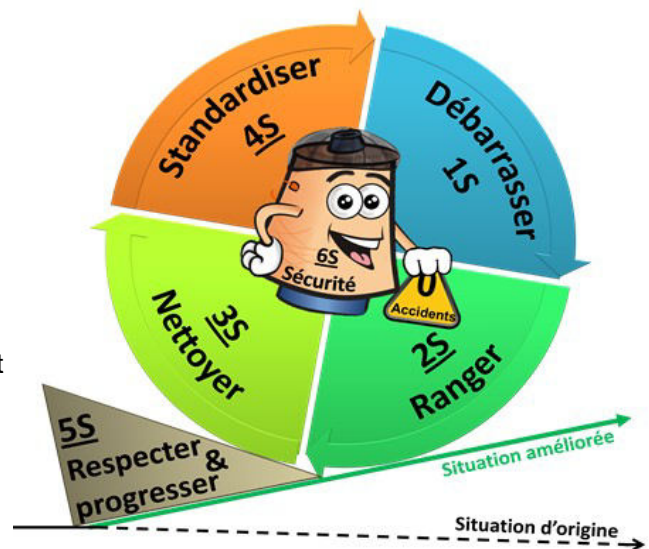 Standardiser
4S
Débarrasser
1S
6S
Sécurité
0
Accidents
3S
Nettoyer
2S
Ranger
t
5S
Respecter
&
progresser
Situation améliorée
Situation d'origine